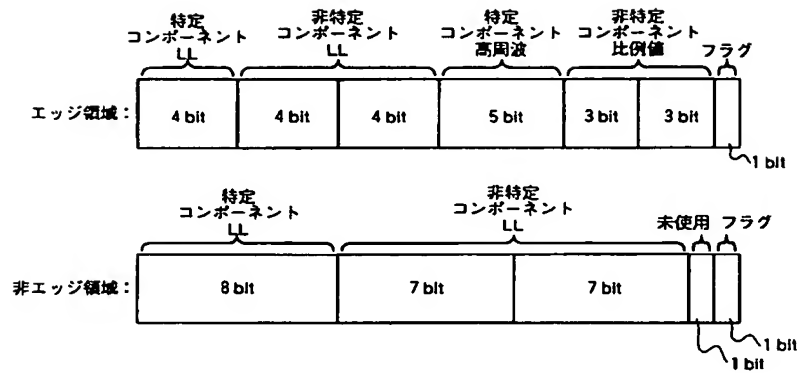 特定
コンポーネント
LL
非特定
コンポーネント
LL
特定
コンポーネント
高周波
非特定
コンポーネント
比例値
フラグ
エッジ領域：
4 bit
4 bit
4 bit
5 bit
3 bit
3 bit
1 bit
特定
コンポーネント
LL
非特定
コンポーネント
LL
未使用
フラグ
非エッジ領域：
8 bit
7 bit
7 bit
1 bit
1 bit